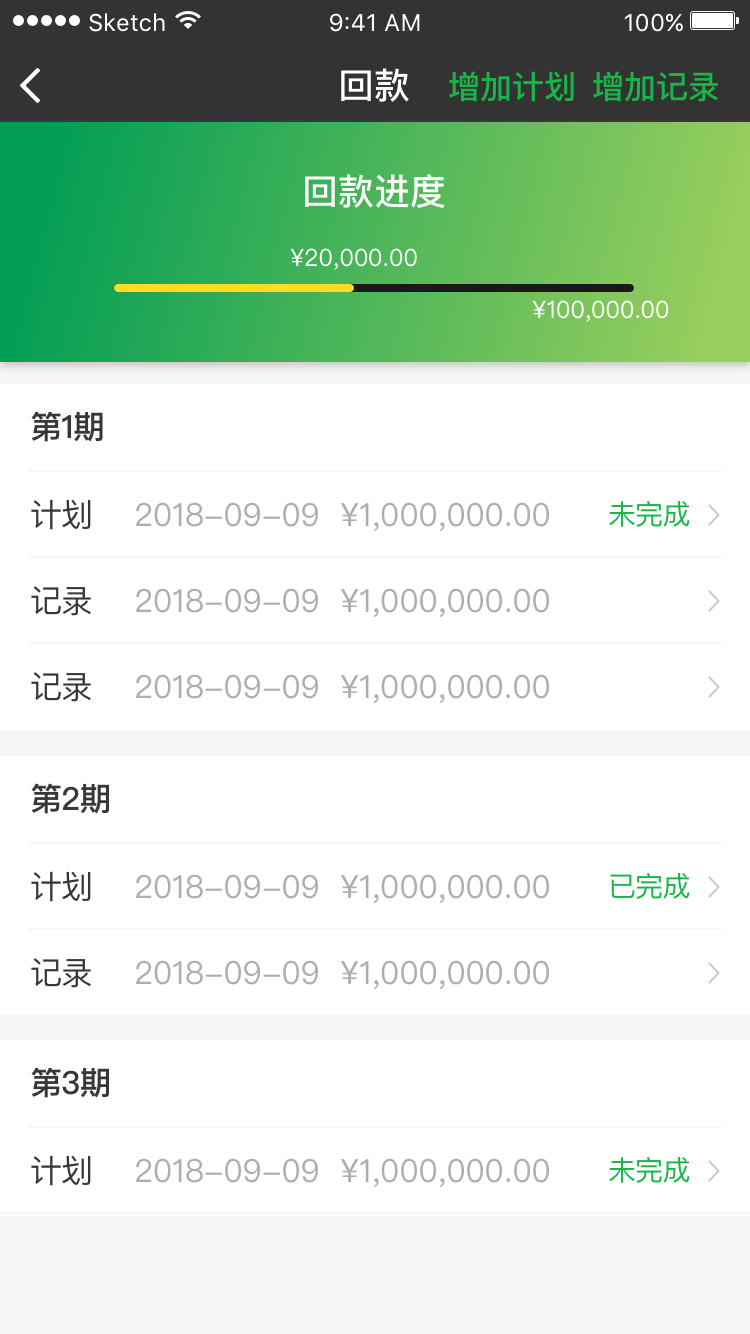 Sketch 9:41 AM 100%
回款 增加计划 增加记录
回款进度
¥20,000.00
¥100,000.00
第1期
计划 2018-09-09 ¥1,000,000.00 未完成
记录 2018-09-09 ¥1,000,000.00
记录 2018-09-09 ¥1,000,000.00
第2期
计划 2018-09-09 ¥1,000,000.00 已完成
记录 2018-09-09 ¥1,000,000.00
第3期
计划 2018-09-09 ¥1,000,000.00 未完成